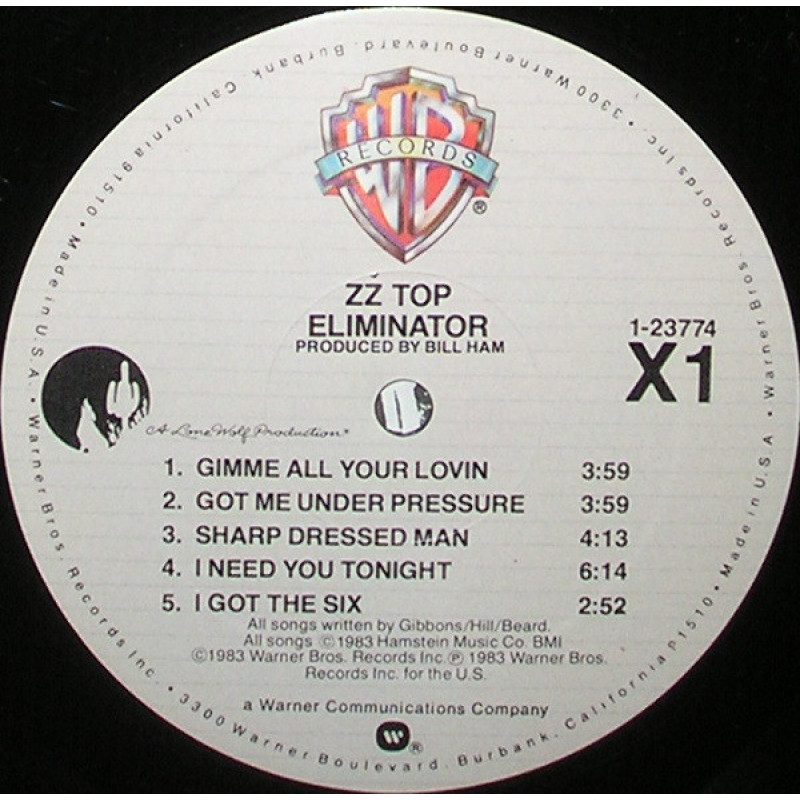 WB
RECORDS
®
ZZ TOP
ELIMINATOR
PRODUCED BY BILL HAM
1-23774
X1
A Lone Wolf Production
1. GIMME ALL YOUR LOVIN 3:59
2. GOT ME UNDER PRESSURE 3:59
3. SHARP DRESSED MAN 4:13
4. I NEED YOU TONIGHT 6:14
5. I GOT THE SIX 2:52
All songs written by Gibbons/Hill/Beard.
All songs ©1983 Hamstein Music Co. BMI
©1983 Warner Bros. Records Inc. ℗ 1983 Warner Bros.
Records Inc. for the U.S.
a Warner Communications Company
®
Warner Bros. Records Inc. • 3300 Warner Boulevard. Burbank, California 91510 • Made in U.S.A. • Warner Bros. Records Inc. • 3300 Warner Boulevard. Burbank, California 91510 • Made in U.S.A •